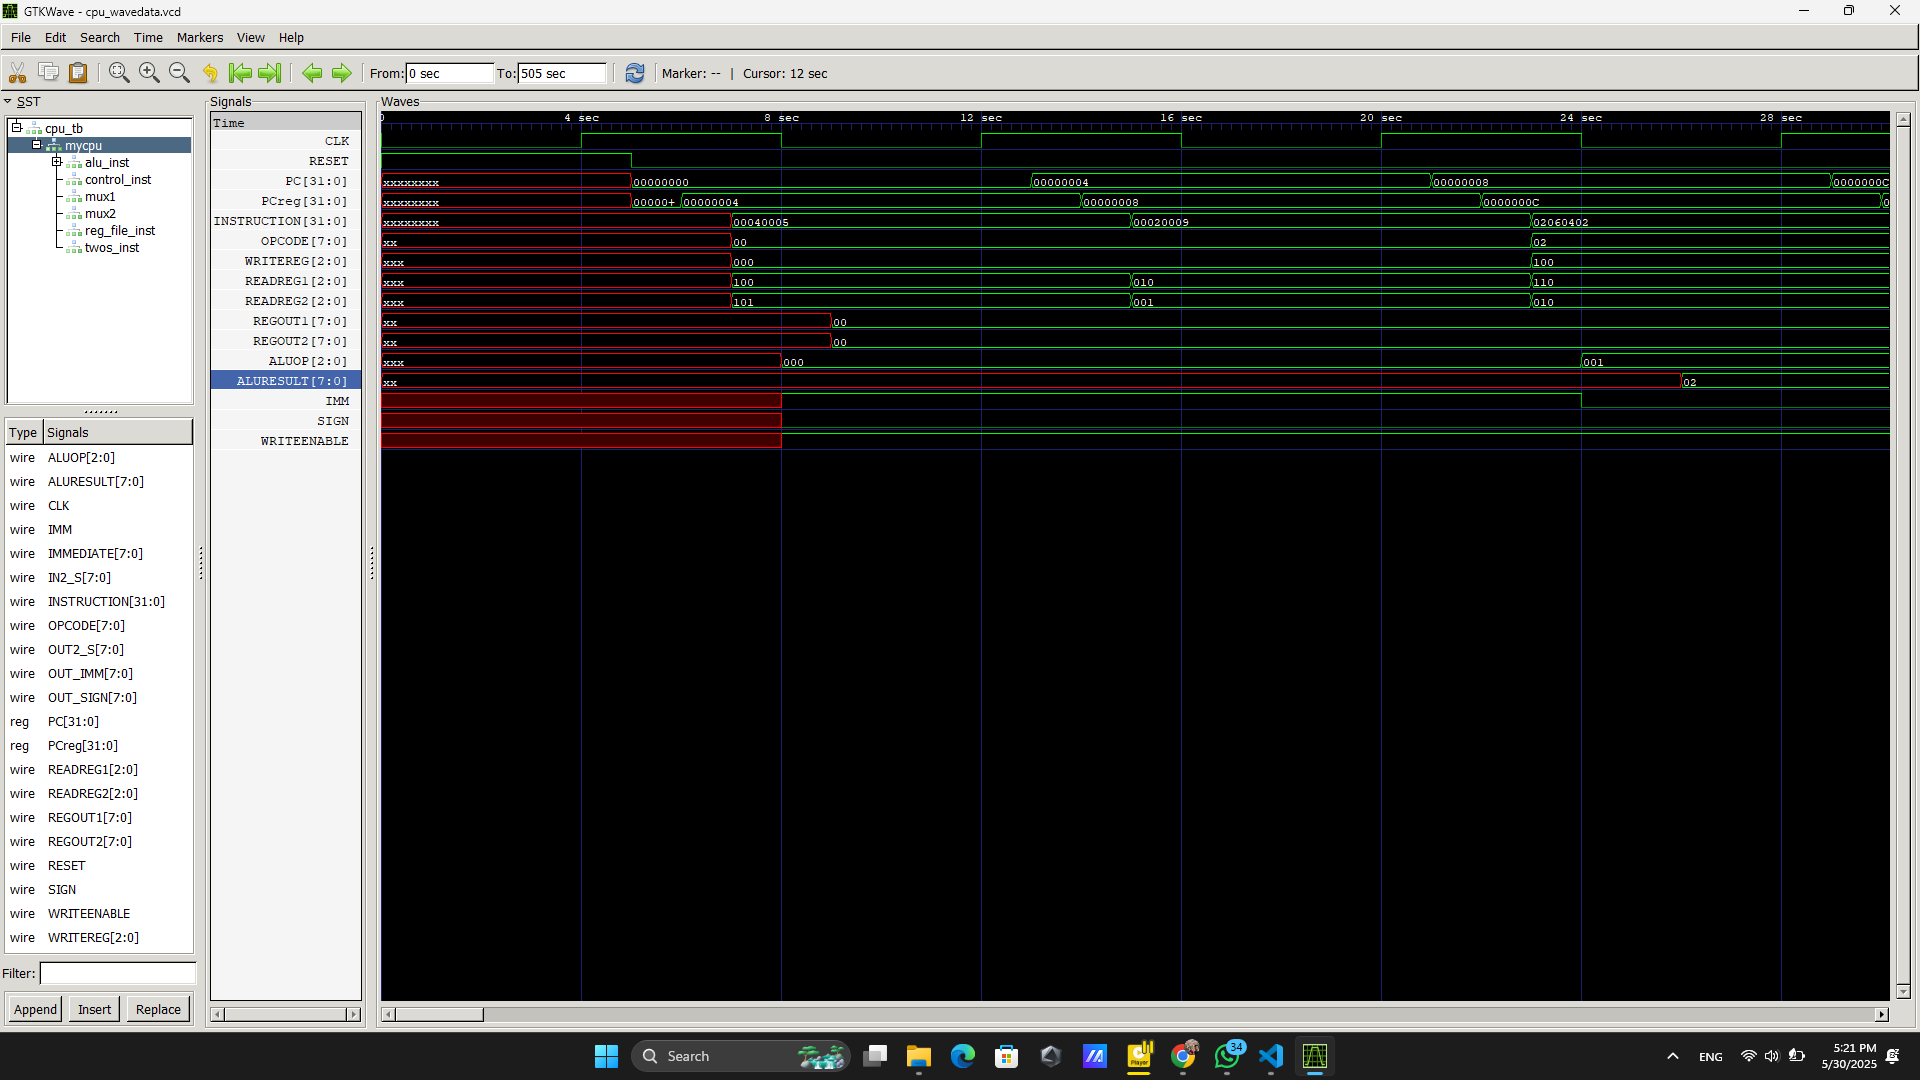 GTKWave - cpu_wavedata.vcd
File Edit Search Time Markers View Help
From: 0 sec To: 505 sec Marker: -- | Cursor: 12 sec
SST
cpu_tb
mycpu
alu_inst
control_inst
mux1
mux2
reg_file_inst
twos_inst
Type Signals
wire ALUOP[2:0]
wire ALURESULT[7:0]
wire CLK
wire IMM
wire IMMEDIATE[7:0]
wire IN2_S[7:0]
wire INSTRUCTION[31:0]
wire OPCODE[7:0]
wire OUT2_S[7:0]
wire OUT_IMM[7:0]
wire OUT_SIGN[7:0]
reg PC[31:0]
reg PCreg[31:0]
wire READREG1[2:0]
wire READREG2[2:0]
wire REGOUT1[7:0]
wire REGOUT2[7:0]
wire RESET
wire SIGN
wire WRITEENABLE
wire WRITEREG[2:0]
Filter:
Append Insert Replace
Signals
Time
CLK
RESET
PC[31:0]
PCreg[31:0]
INSTRUCTION[31:0]
OPCODE[7:0]
WRITEREG[2:0]
READREG1[2:0]
READREG2[2:0]
REGOUT1[7:0]
REGOUT2[7:0]
ALUOP[2:0]
ALURESULT[7:0]
IMM
SIGN
WRITEENABLE
Waves
0 4 sec 8 sec 12 sec 16 sec 20 sec 24 sec 28 sec
xxxxxxxx 00000000 00000004 00000008 0000000C
xxxxxxxx 00000+ 00000004 00000008 0000000C 0
xxxxxxxx 00040005 00020009 02060402
xx 00 02
xxx 000 100
xxx 100 010 110
xxx 101 001 010
xx 00
xx 00
xxx 000 001
xx 02
Search
34
ENG
5:21 PM
5/30/2025